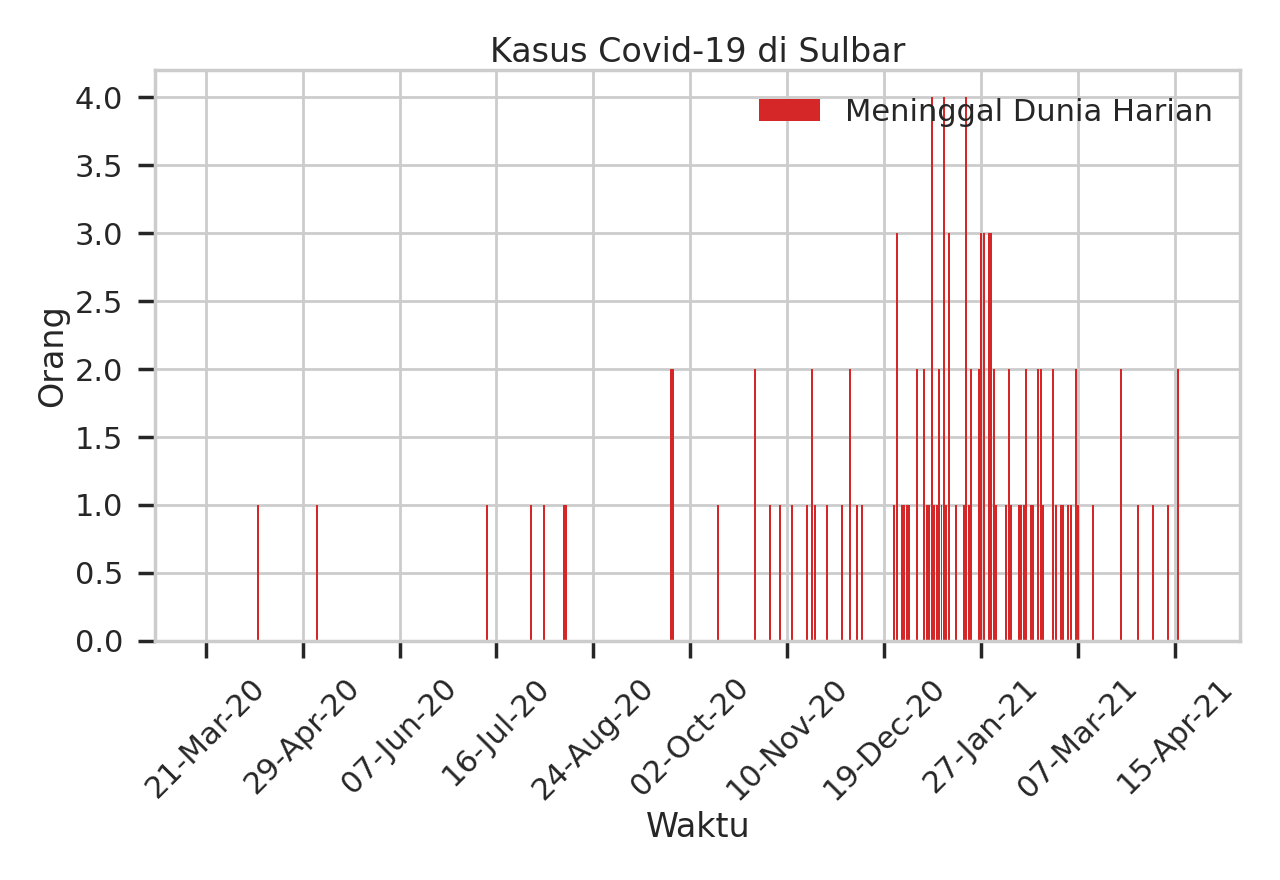 Kasus Covid-19 di Sulbar
Meninggal Dunia Harian
Orang
4.0
3.5
3.0
2.5
2.0
1.5
1.0
0.5
0.0
21-Mar-20
29-Apr-20
07-Jun-20
16-Jul-20
24-Aug-20
02-Oct-20
10-Nov-20
19-Dec-20
27-Jan-21
07-Mar-21
15-Apr-21
Waktu